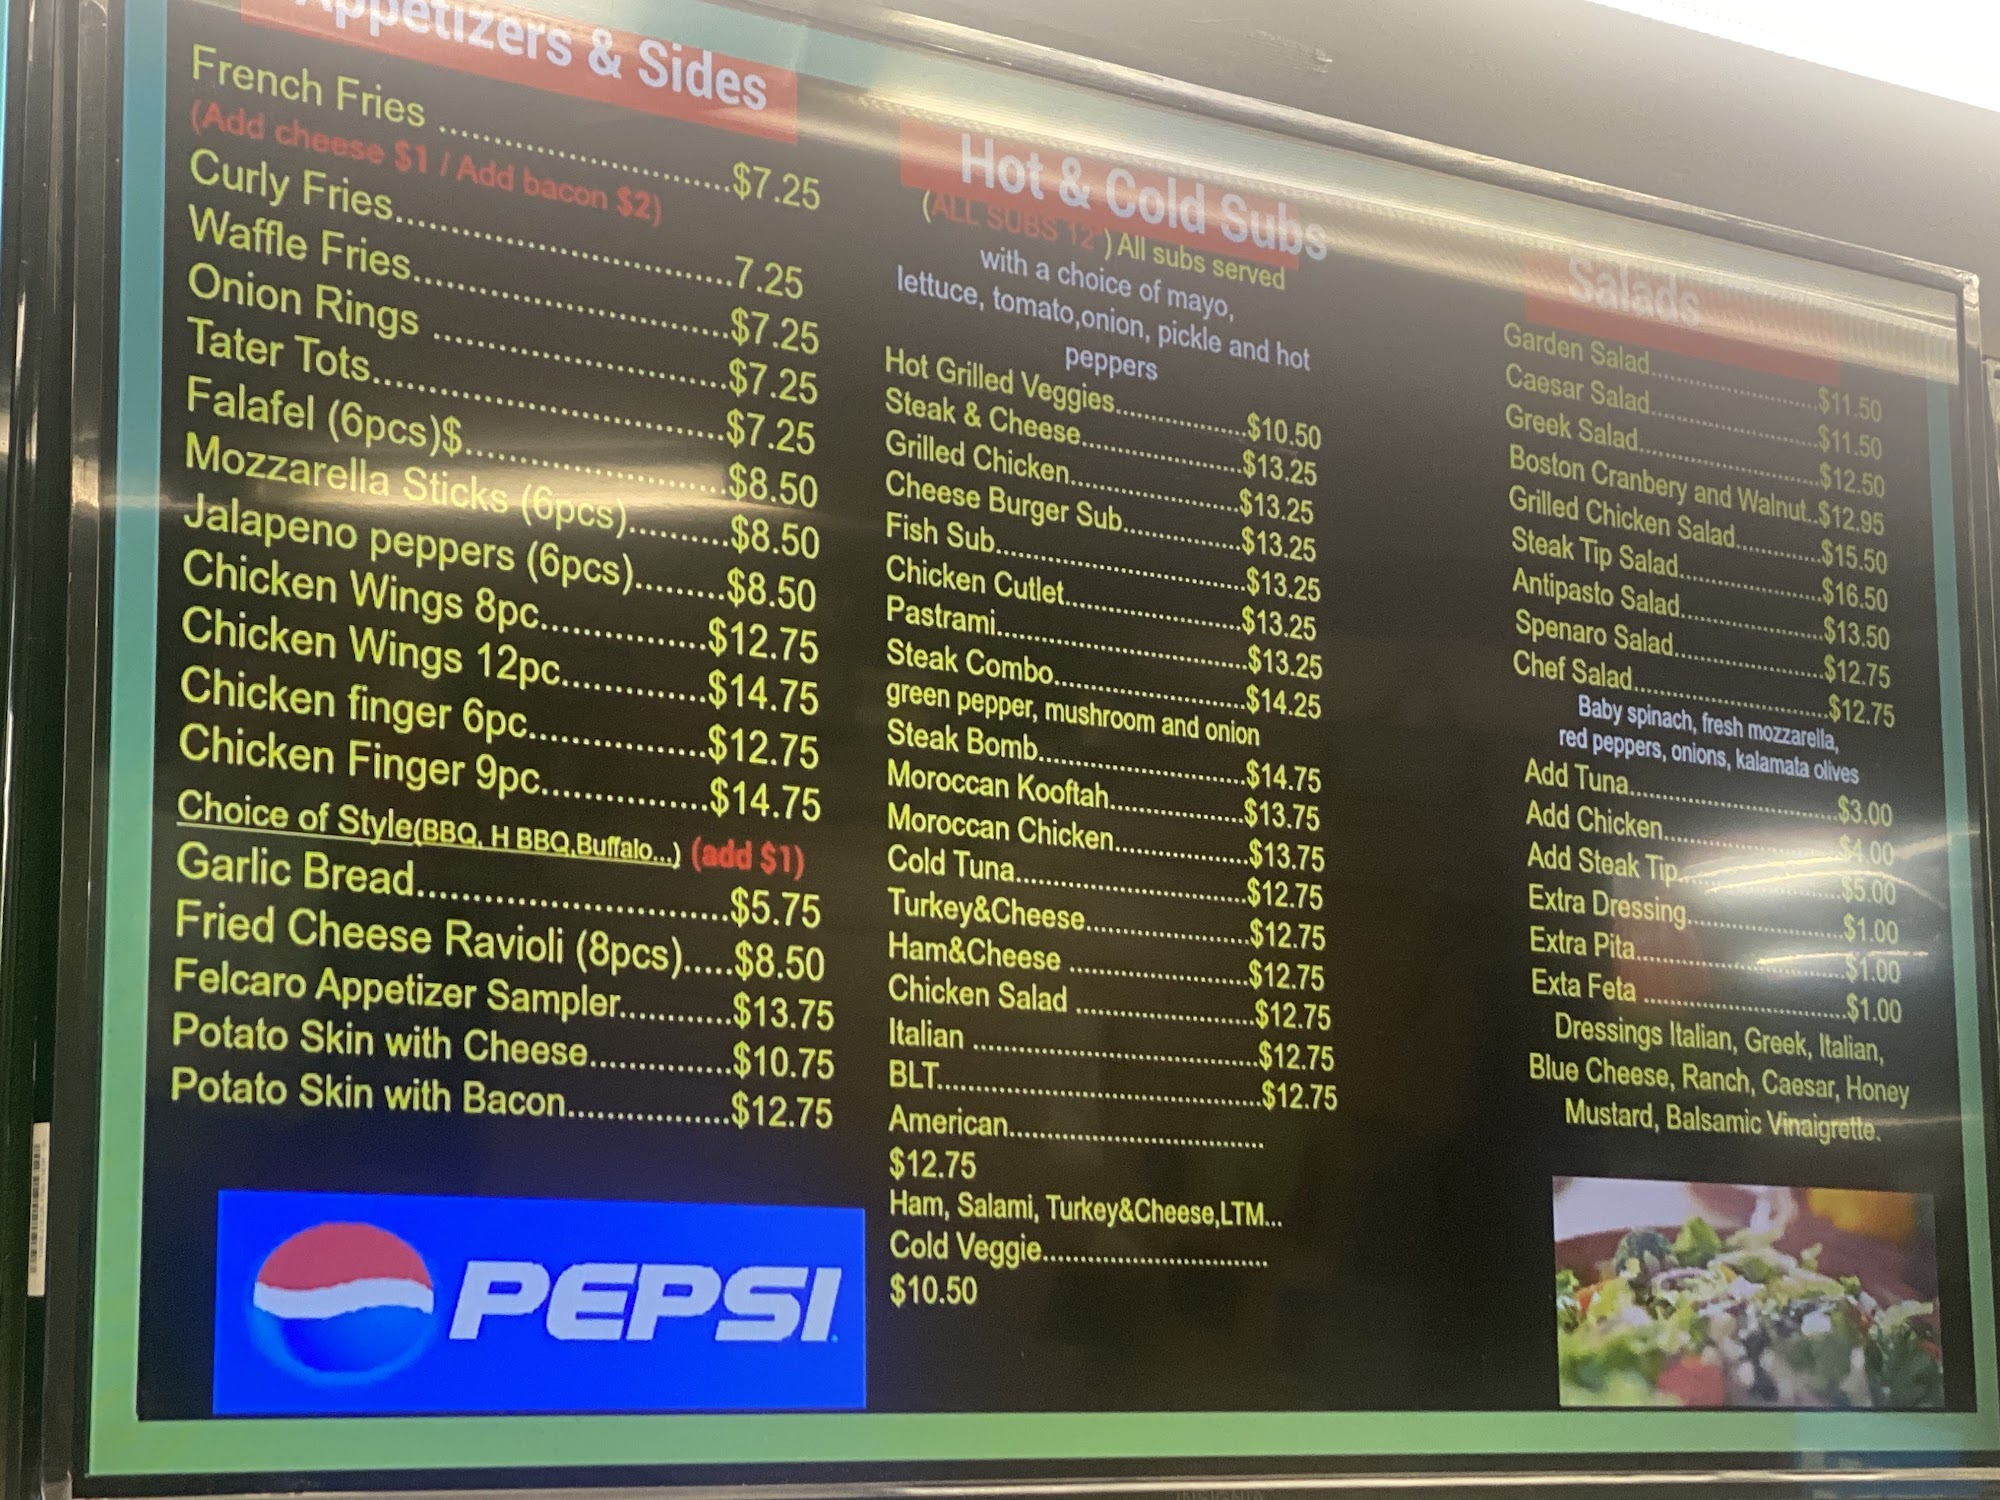 Appetizers & Sides
French Fries ..............................$7.25
(Add cheese $1 / Add bacon $2)
Curly Fries..................................7.25
Waffle Fries................................$7.25
Onion Rings ..............................$7.25
Tater Tots...................................$7.25
Falafel (6pcs)$..........................$8.50
Mozzarella Sticks (6pcs).........$8.50
Jalapeno peppers (6pcs).........$8.50
Chicken Wings 8pc................$12.75
Chicken Wings 12pc..............$14.75
Chicken finger 6pc.................$12.75
Chicken Finger 9pc................$14.75
Choice of Style(BBQ, H BBQ,Buffalo...) (add $1)
Garlic Bread..............................$5.75
Fried Cheese Ravioli (8pcs).....$8.50
Felcaro Appetizer Sampler...........$13.75
Potato Skin with Cheese.............$10.75
Potato Skin with Bacon...............$12.75
PEPSI
Hot & Cold Subs
(ALL SUBS 12") All subs served
with a choice of mayo,
lettuce, tomato,onion, pickle and hot
peppers
Hot Grilled Veggies..............$10.50
Steak & Cheese.................$13.25
Grilled Chicken..................$13.25
Cheese Burger Sub............$13.25
Fish Sub...........................$13.25
Chicken Cutlet...................$13.25
Pastrami...........................$13.25
Steak Combo.....................$14.25
green pepper, mushroom and onion
Steak Bomb......................$14.75
Moroccan Kooftah..............$13.75
Moroccan Chicken..............$13.75
Cold Tuna.........................$12.75
Turkey&Cheese.................$12.75
Ham&Cheese ...................$12.75
Chicken Salad ...................$12.75
Italian ..............................$12.75
BLT..................................$12.75
American...............................
$12.75
Ham, Salami, Turkey&Cheese,LTM...
Cold Veggie............................
$10.50
Salads
Garden Salad....................$11.50
Caesar Salad....................$11.50
Greek Salad......................$12.50
Boston Cranberry and Walnut..$12.95
Grilled Chicken Salad..........$15.50
Steak Tip Salad.................$16.50
Antipasto Salad.................$13.50
Spenaro Salad..................$12.75
Chef Salad.......................$12.75
Baby spinach, fresh mozzarella,
red peppers, onions, kalamata olives
Add Tuna.........................$3.00
Add Chicken.....................$4.00
Add Steak Tip...................$5.00
Extra Dressing..................$1.00
Extra Pita.........................$1.00
Exta Feta ........................$1.00
Dressings Italian, Greek, Italian,
Blue Cheese, Ranch, Caesar, Honey
Mustard, Balsamic Vinaigrette.